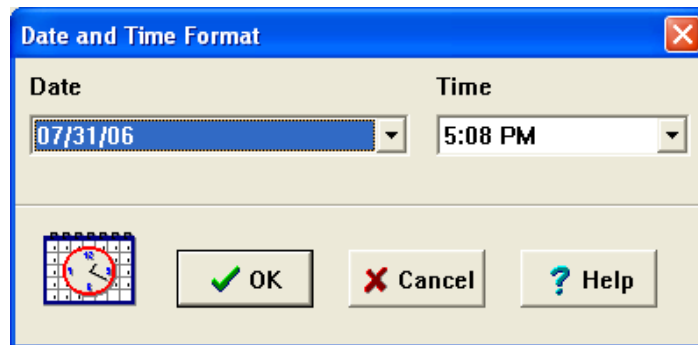 Date and Time Format
Date Time
07/31/06 5:08 PM
OK Cancel Help